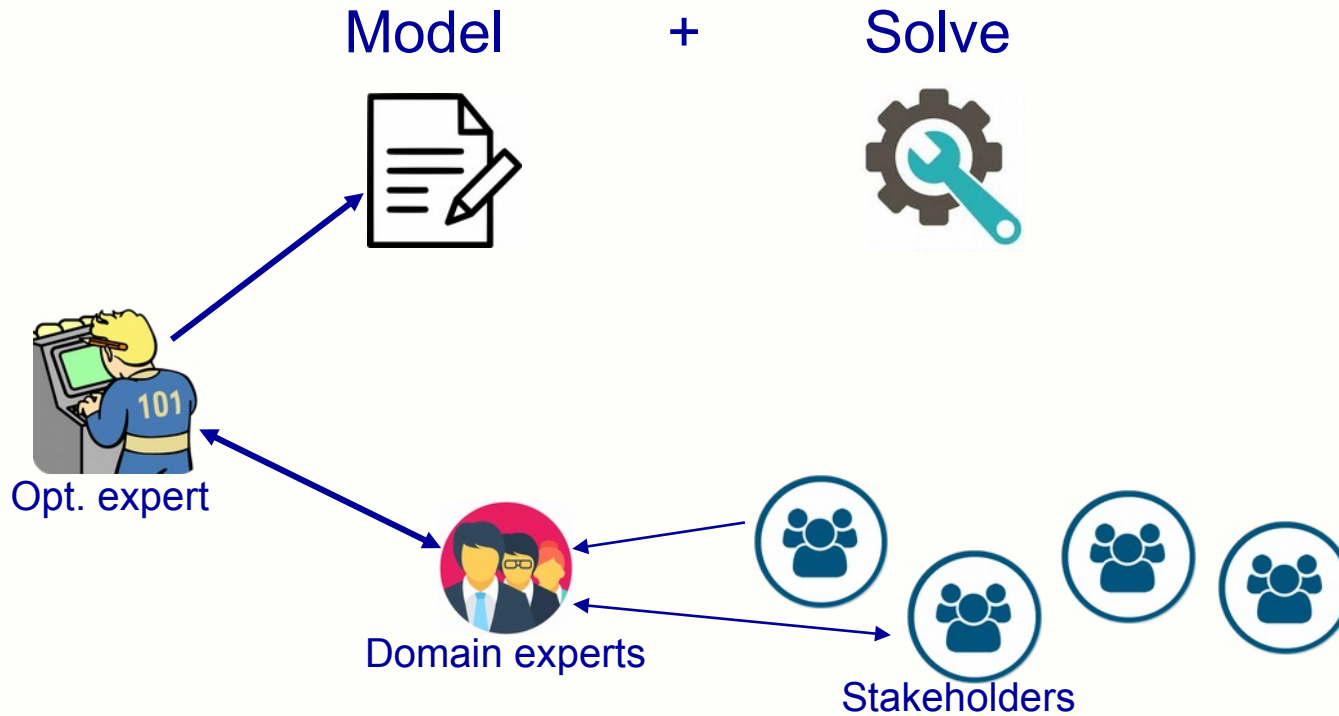 Model + Solve
101
Opt. expert
Domain experts
Stakeholders